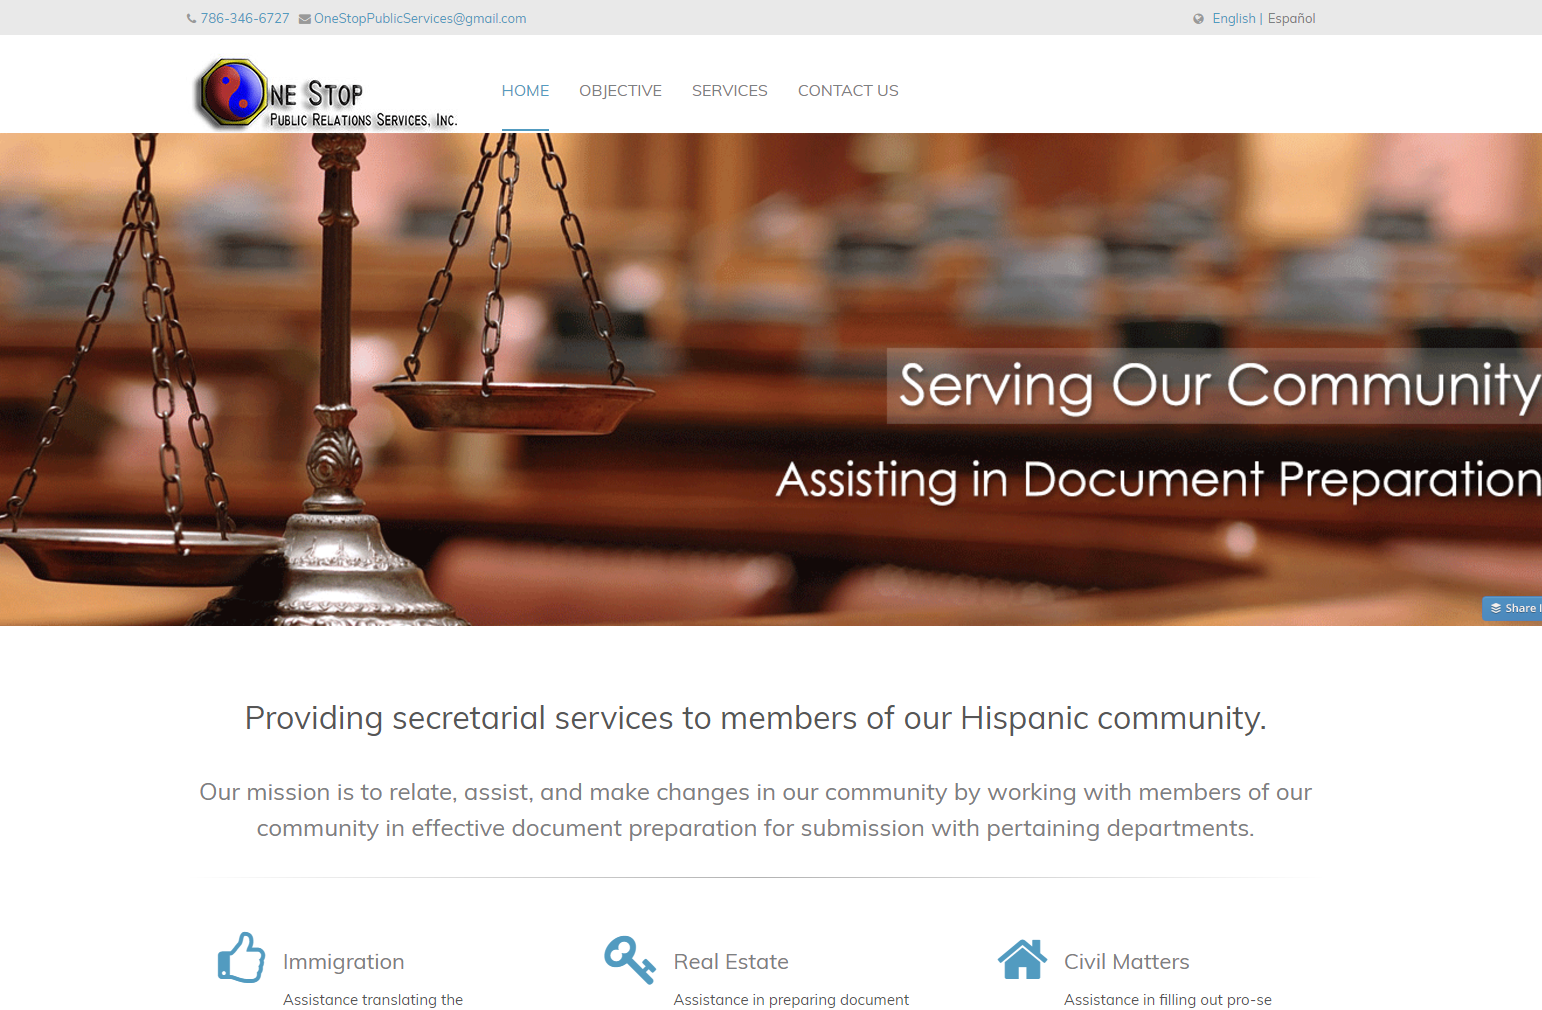 786-346-6727 OneStopPublicServices@gmail.com English | Español
NE STOP
PUBLIC RELATIONS SERVICES, INC.
HOME OBJECTIVE SERVICES CONTACT US
Serving Our Community
Assisting in Document Preparation
Share
Providing secretarial services to members of our Hispanic community.
Our mission is to relate, assist, and make changes in our community by working with members of our
community in effective document preparation for submission with pertaining departments.
Immigration Real Estate Civil Matters
Assistance translating the Assistance in preparing document Assistance in filling out pro-se